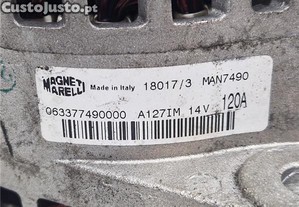 custojusto.pt
MAGNETI
MARELLI
Made in Italy
18017/3 MAN7490
063377490000 A127IM 14V 120A